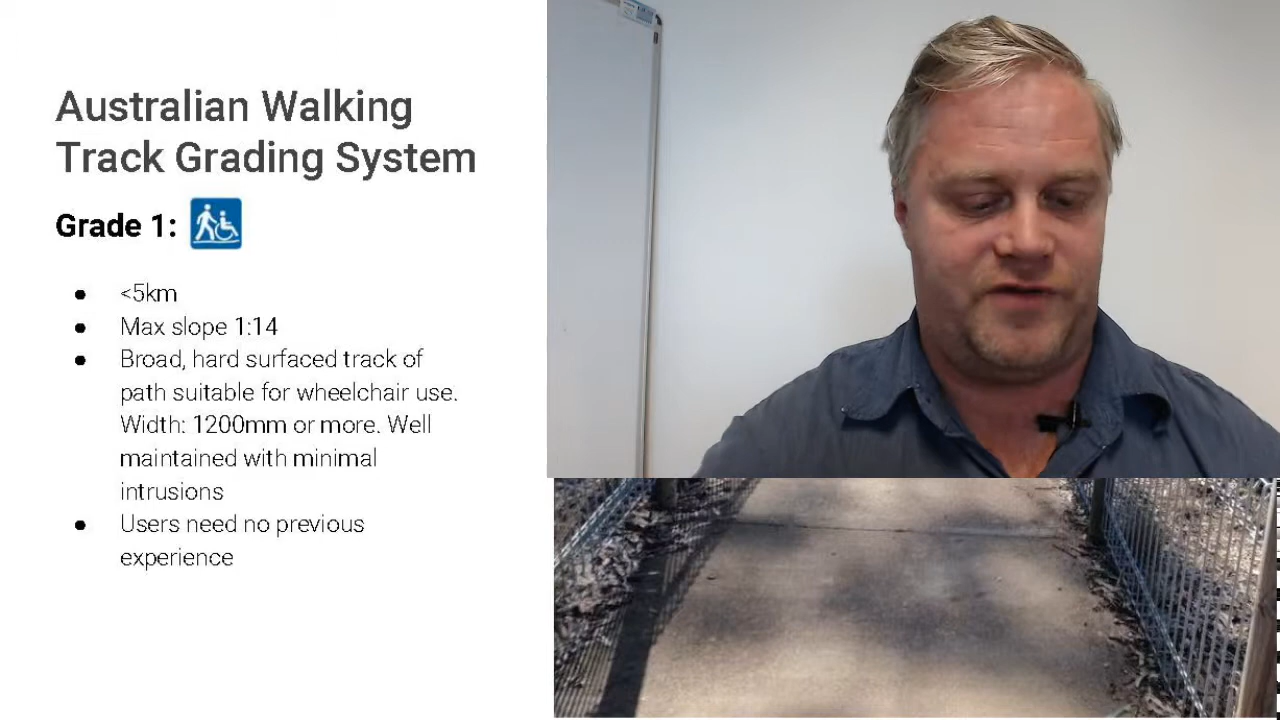 Australian Walking
Track Grading System
Grade 1:
● <5km
● Max slope 1:14
● Broad, hard surfaced track of
path suitable for wheelchair use.
Width: 1200mm or more. Well
maintained with minimal
intrusions
● Users need no previous
experience